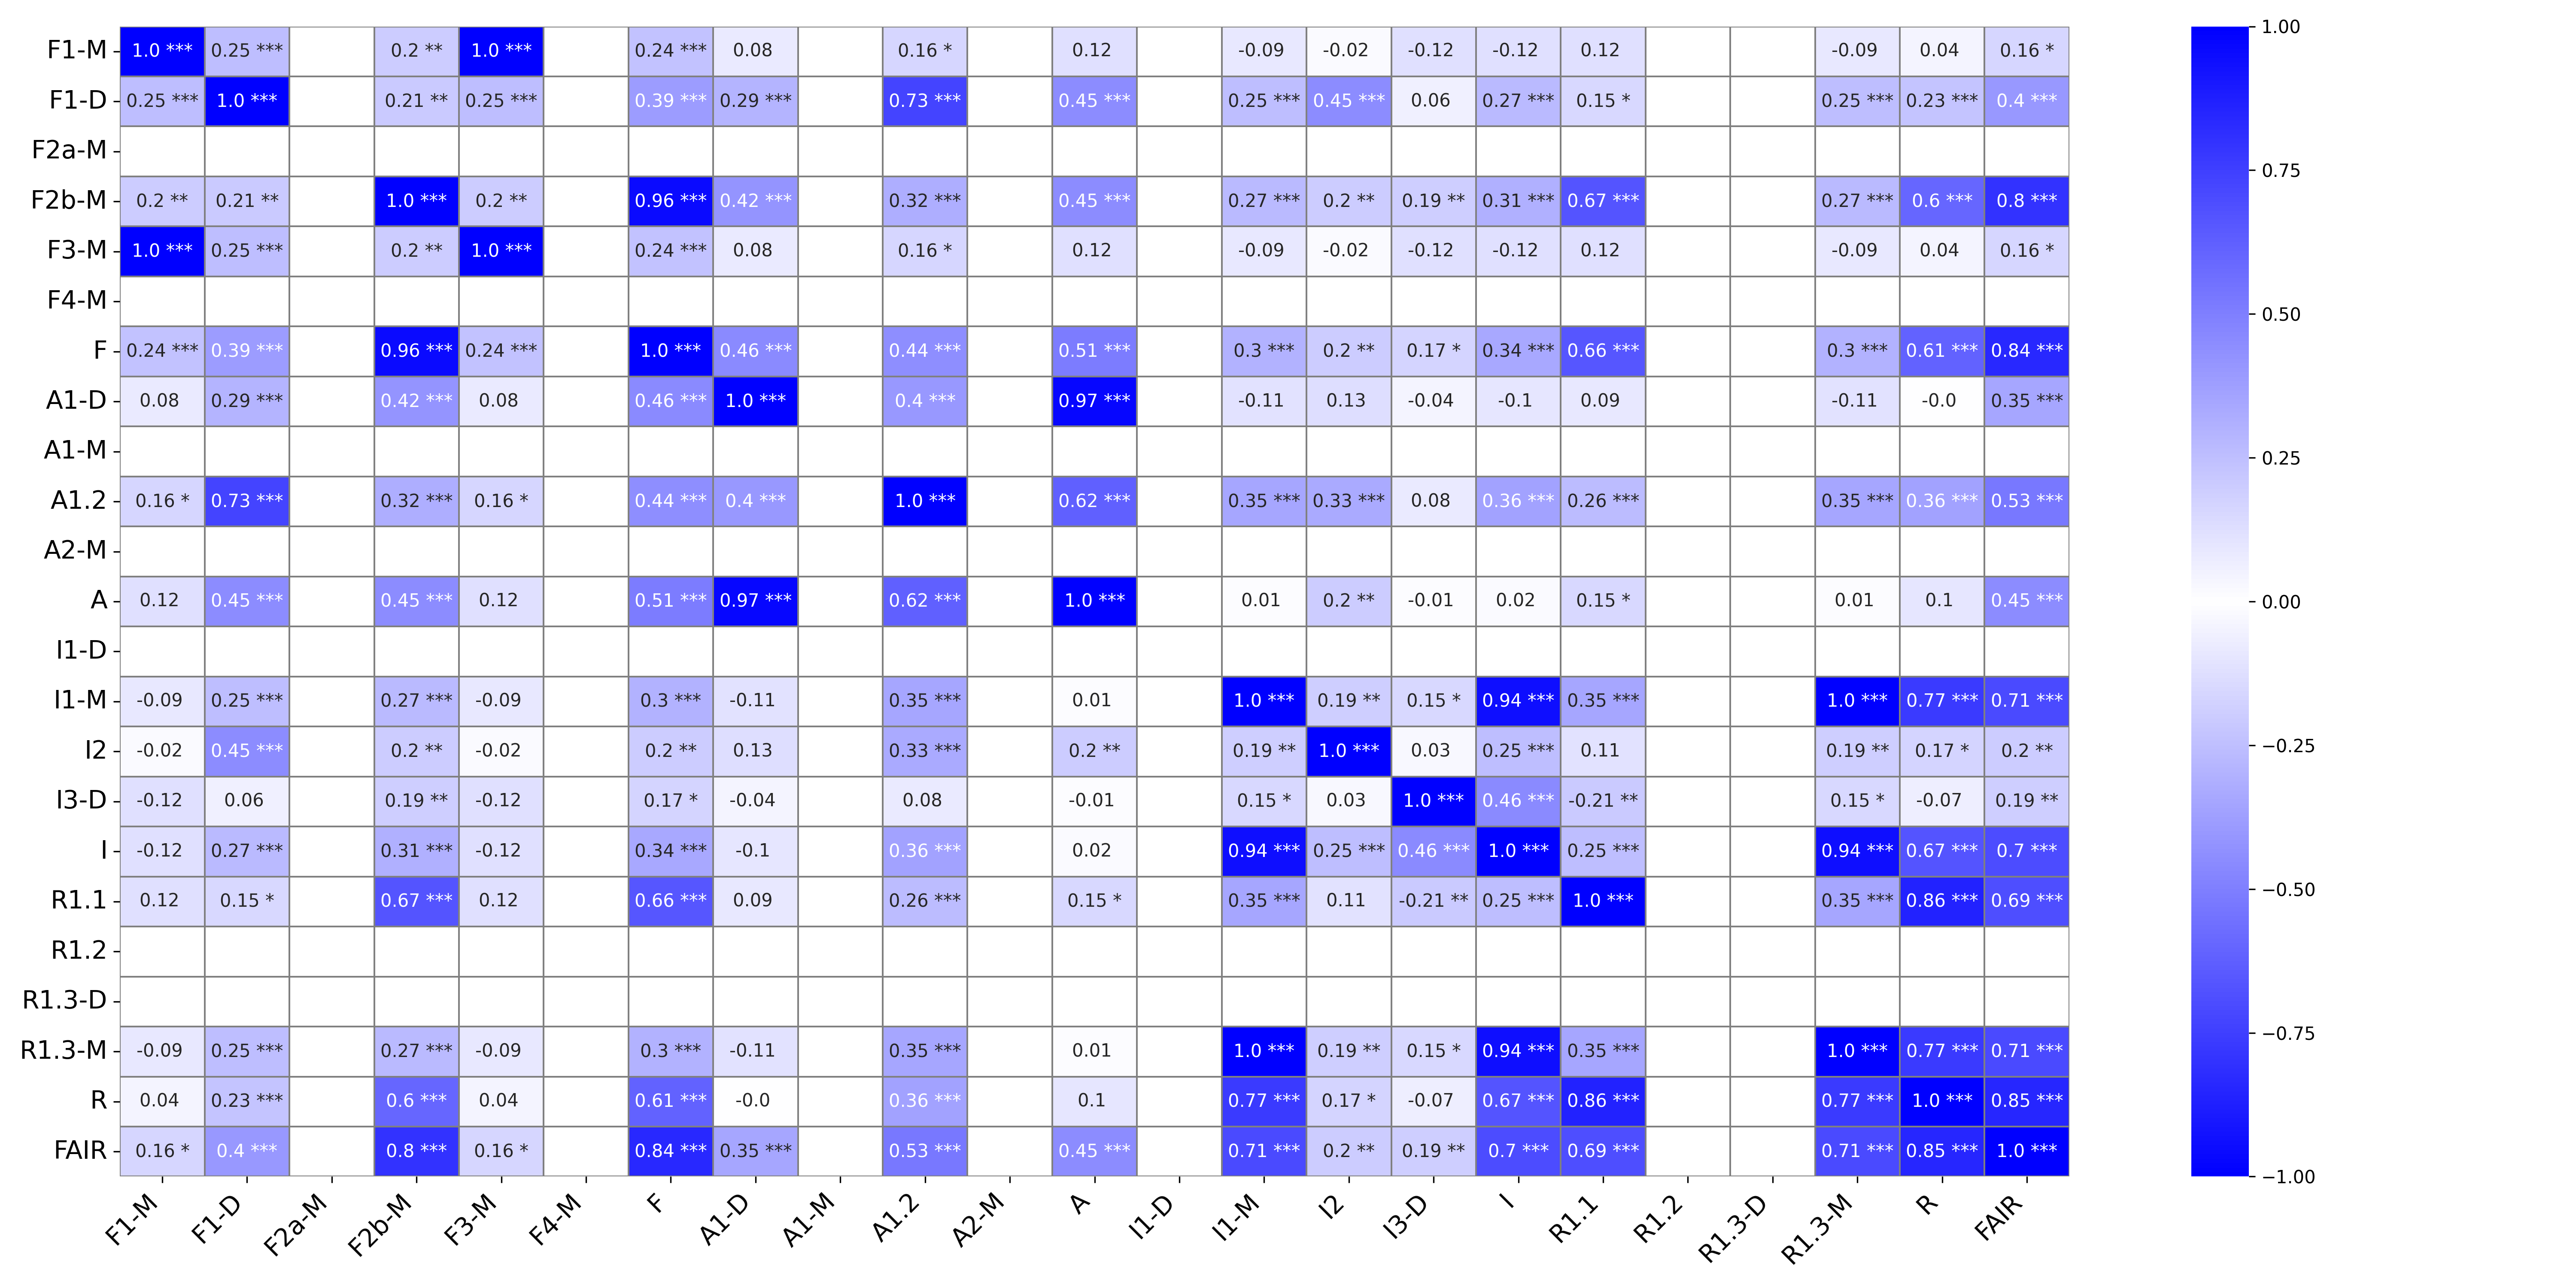 F1-M 1.0 *** 0.25 *** 0.2 ** 1.0 *** 0.24 *** 0.08 0.16 * 0.12 -0.09 -0.02 -0.12 -0.12 0.12 -0.09 0.04 0.16 *
F1-D 0.25 *** 1.0 *** 0.21 ** 0.25 *** 0.39 *** 0.29 *** 0.73 *** 0.45 *** 0.25 *** 0.45 *** 0.06 0.27 *** 0.15 * 0.25 *** 0.23 *** 0.4 ***
F2a-M
F2b-M 0.2 ** 0.21 ** 1.0 *** 0.2 ** 0.96 *** 0.42 *** 0.32 *** 0.45 *** 0.27 *** 0.2 ** 0.19 ** 0.31 *** 0.67 *** 0.27 *** 0.6 *** 0.8 ***
F3-M 1.0 *** 0.25 *** 0.2 ** 1.0 *** 0.24 *** 0.08 0.16 * 0.12 -0.09 -0.02 -0.12 -0.12 0.12 -0.09 0.04 0.16 *
F4-M
F 0.24 *** 0.39 *** 0.96 *** 0.24 *** 1.0 *** 0.46 *** 0.44 *** 0.51 *** 0.3 *** 0.2 ** 0.17 * 0.34 *** 0.66 *** 0.3 *** 0.61 *** 0.84 ***
A1-D 0.08 0.29 *** 0.42 *** 0.08 0.46 *** 1.0 *** 0.4 *** 0.97 *** -0.11 0.13 -0.04 -0.1 0.09 -0.11 -0.0 0.35 ***
A1-M
A1.2 0.16 * 0.73 *** 0.32 *** 0.16 * 0.44 *** 0.4 *** 1.0 *** 0.62 *** 0.35 *** 0.33 *** 0.08 0.36 *** 0.26 *** 0.35 *** 0.36 *** 0.53 ***
A2-M
A 0.12 0.45 *** 0.45 *** 0.12 0.51 *** 0.97 *** 0.62 *** 1.0 *** 0.01 0.2 ** -0.01 0.02 0.15 * 0.01 0.1 0.45 ***
I1-D
I1-M -0.09 0.25 *** 0.27 *** -0.09 0.3 *** -0.11 0.35 *** 0.01 1.0 *** 0.19 ** 0.15 * 0.94 *** 0.35 *** 1.0 *** 0.77 *** 0.71 ***
I2 -0.02 0.45 *** 0.2 ** -0.02 0.2 ** 0.13 0.33 *** 0.2 ** 0.19 ** 1.0 *** 0.03 0.25 *** 0.11 0.19 ** 0.17 * 0.2 **
I3-D -0.12 0.06 0.19 ** -0.12 0.17 * -0.04 0.08 -0.01 0.15 * 0.03 1.0 *** 0.46 *** -0.21 ** 0.15 * -0.07 0.19 **
I -0.12 0.27 *** 0.31 *** -0.12 0.34 *** -0.1 0.36 *** 0.02 0.94 *** 0.25 *** 0.46 *** 1.0 *** 0.25 *** 0.94 *** 0.67 *** 0.7 ***
R1.1 0.12 0.15 * 0.67 *** 0.12 0.66 *** 0.09 0.26 *** 0.15 * 0.35 *** 0.11 -0.21 ** 0.25 *** 1.0 *** 0.35 *** 0.86 *** 0.69 ***
R1.2
R1.3-D
R1.3-M -0.09 0.25 *** 0.27 *** -0.09 0.3 *** -0.11 0.35 *** 0.01 1.0 *** 0.19 ** 0.15 * 0.94 *** 0.35 *** 1.0 *** 0.77 *** 0.71 ***
R 0.04 0.23 *** 0.6 *** 0.04 0.61 *** -0.0 0.36 *** 0.1 0.77 *** 0.17 * -0.07 0.67 *** 0.86 *** 0.77 *** 1.0 *** 0.85 ***
FAIR 0.16 * 0.4 *** 0.8 *** 0.16 * 0.84 *** 0.35 *** 0.53 *** 0.45 *** 0.71 *** 0.2 ** 0.19 ** 0.7 *** 0.69 *** 0.71 *** 0.85 *** 1.0 ***
F1-M F1-D F2a-M F2b-M F3-M F4-M F A1-D A1-M A1.2 A2-M A I1-D I1-M I2 I3-D I R1.1 R1.2 R1.3-D R1.3-M R FAIR
1.00
0.75
0.50
0.25
0.00
−0.25
−0.50
−0.75
−1.00